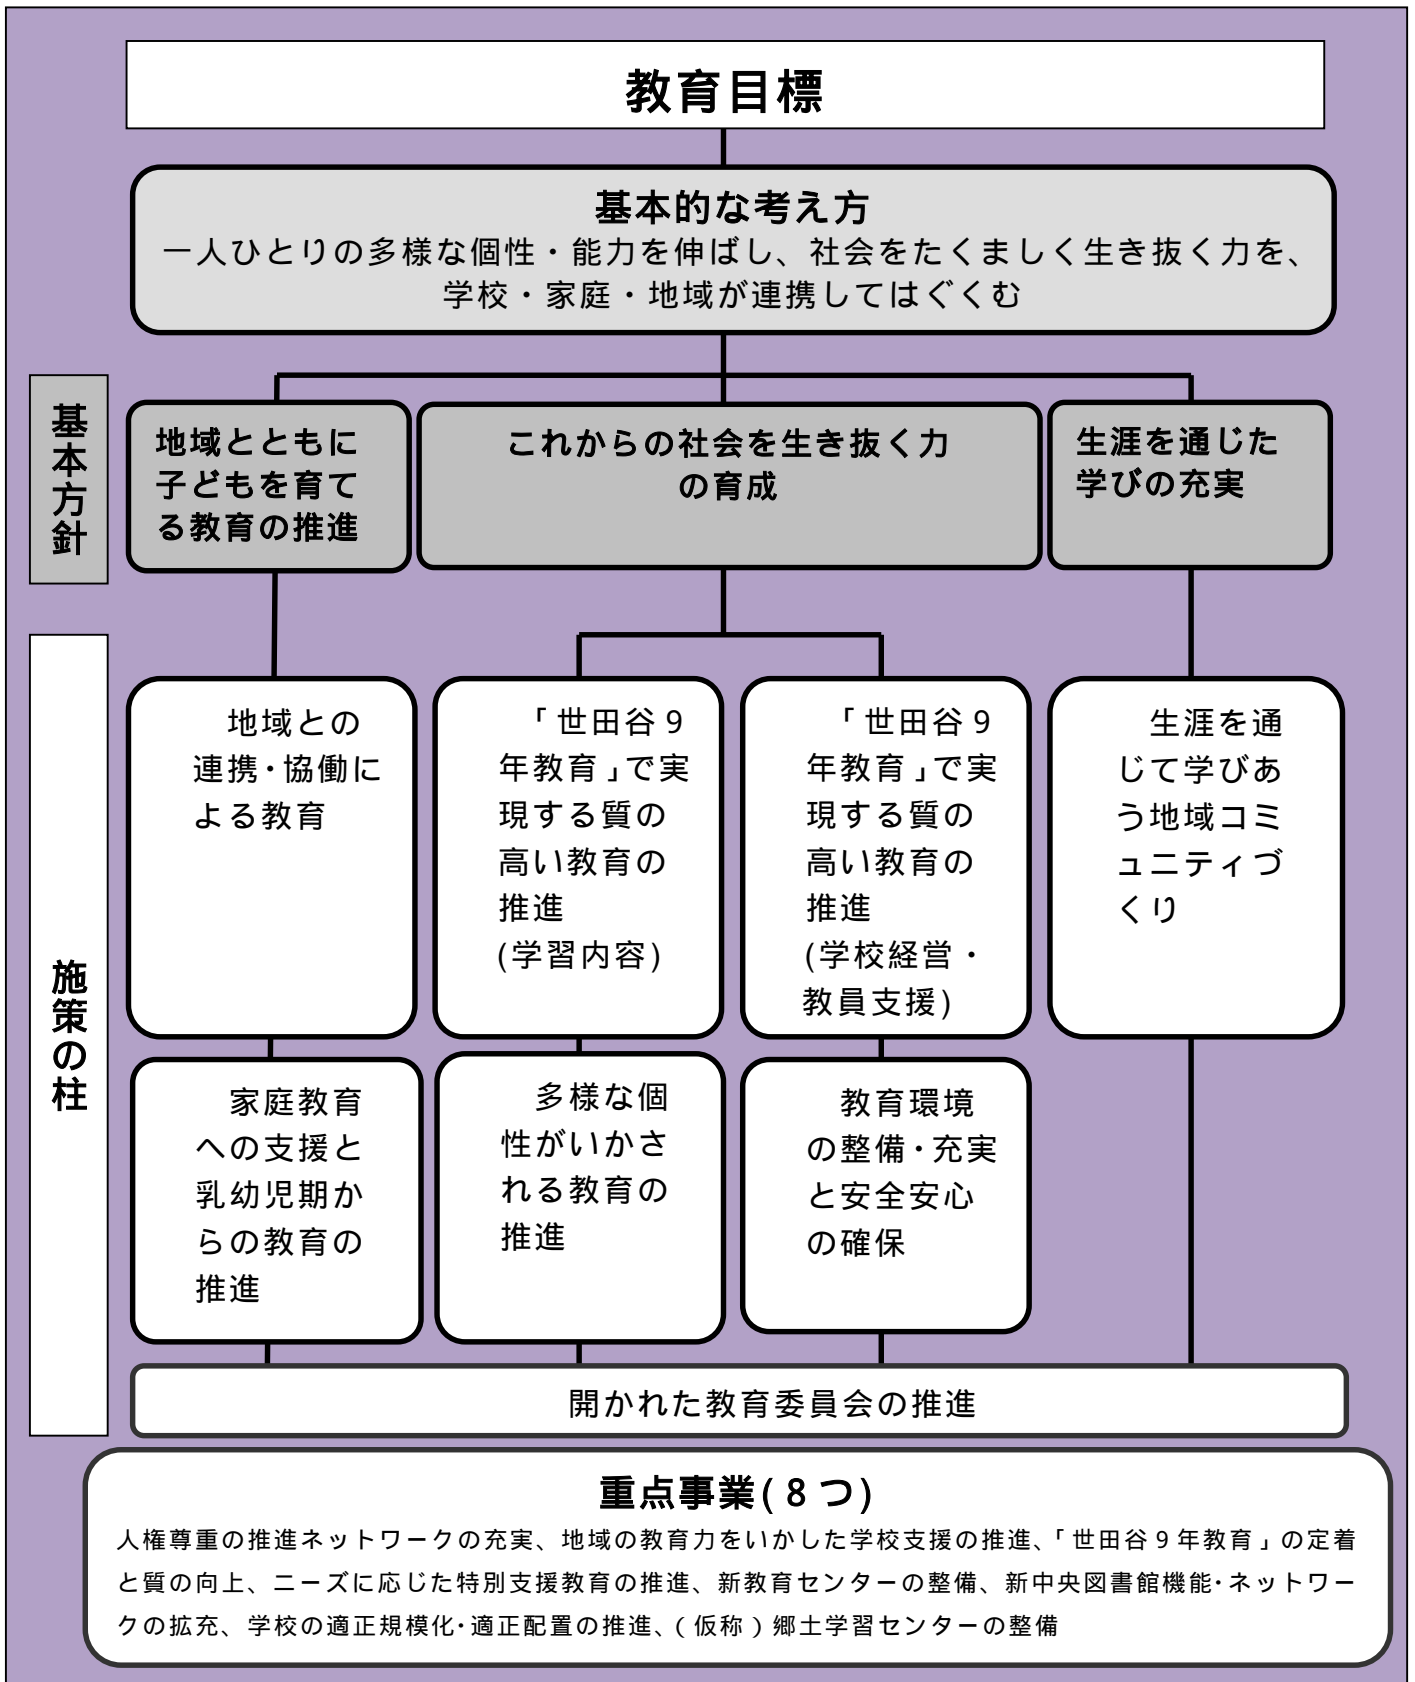 教育目標
基本的な考え方
一人ひとりの多様な個性・能力を伸ばし、社会をたくましく生き抜く力を、
学校・家庭・地域が連携してはぐくむ
基本方針
地域とともに
子どもを育て
る教育の推進
これからの社会を生き抜く力
の育成
生涯を通じた
学びの充実
施策の柱
地域との
連携・協働に
よる教育
「世田谷９
年教育」で実
現する質の
高い教育の
推進
(学習内容)
「世田谷９
年教育」で実
現する質の
高い教育の
推進
(学校経営・
教員支援)
生涯を通
じて学びあ
う地域コミ
ュニティづ
くり
家庭教育
への支援と
乳幼児期か
らの教育の
推進
多様な個
性がいかさ
れる教育の
推進
教育環境
の整備・充実
と安全安心
の確保
開かれた教育委員会の推進
重点事業(８つ)
人権尊重の推進ネットワークの充実、地域の教育力をいかした学校支援の推進、「世田谷９年教育」の定着
と質の向上、ニーズに応じた特別支援教育の推進、新教育センターの整備、新中央図書館機能・ネットワー
クの拡充、学校の適正規模化・適正配置の推進、（仮称）郷土学習センターの整備